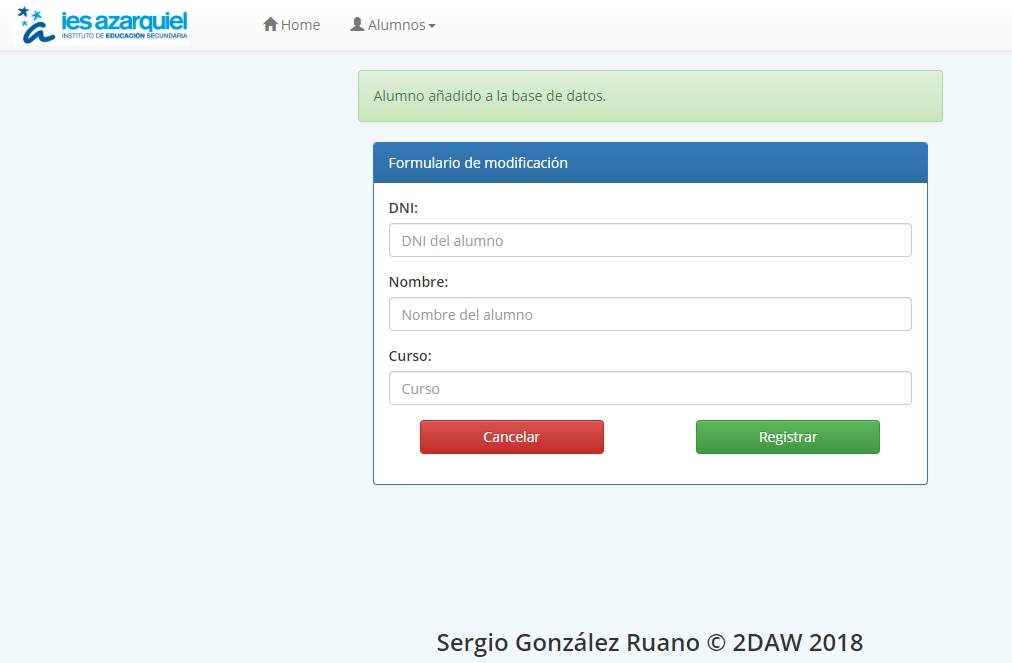 ies azarquiel
INSTITUTO DE EDUCACIÓN SECUNDARIA
Home
Alumnos
Alumno añadido a la base de datos.
Formulario de modificación
DNI:
DNI del alumno
Nombre:
Nombre del alumno
Curso:
Curso
Cancelar
Registrar
Sergio González Ruano © 2DAW 2018